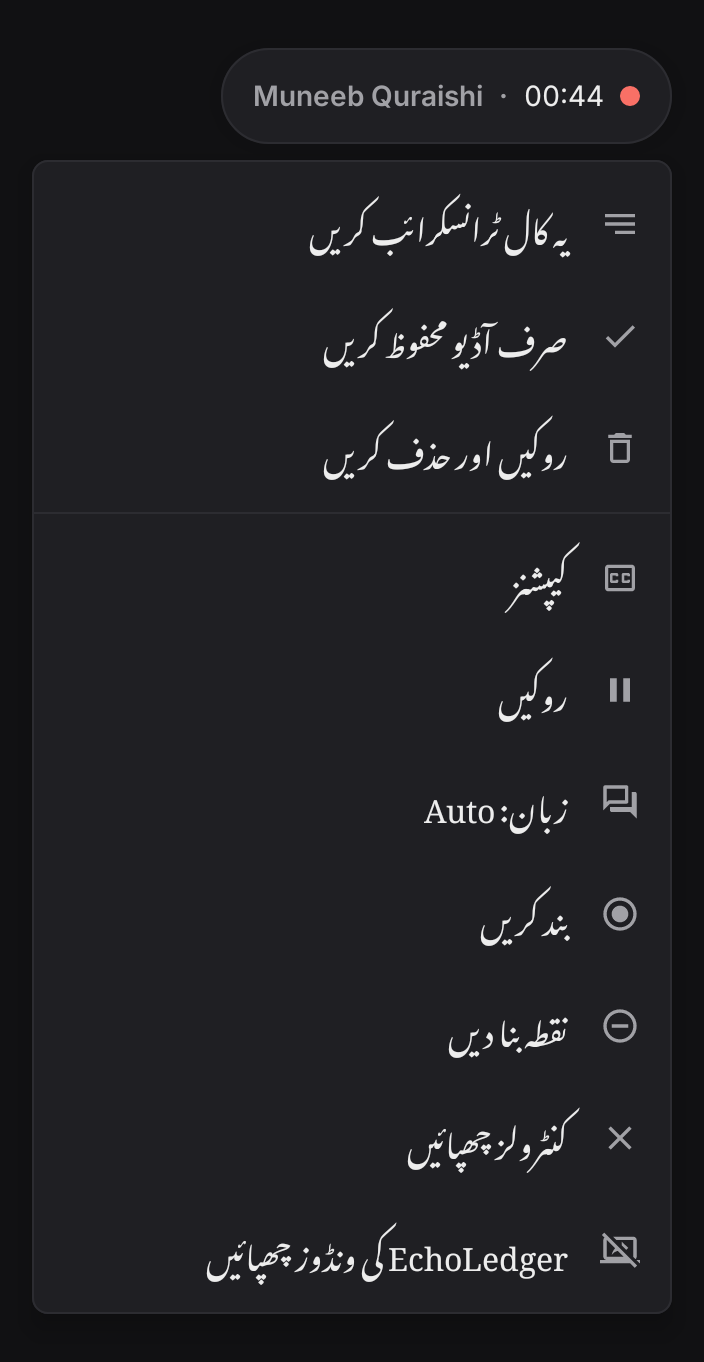 Muneeb Quraishi · 00:44
یہ کال ٹرانسکرائب کریں
صرف آڈیو محفوظ کریں
روکیں اور حذف کریں
کیپشنز
روکیں
زبان: Auto
بند کریں
نقطہ بنا دیں
کنٹرولز چھپائیں
EchoLedger کی ونڈوز چھپائیں